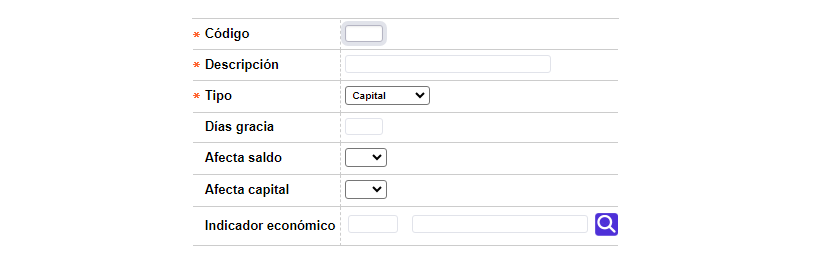 * Código
* Descripción
* Tipo Capital
Días gracia
Afecta saldo
Afecta capital
Indicador económico